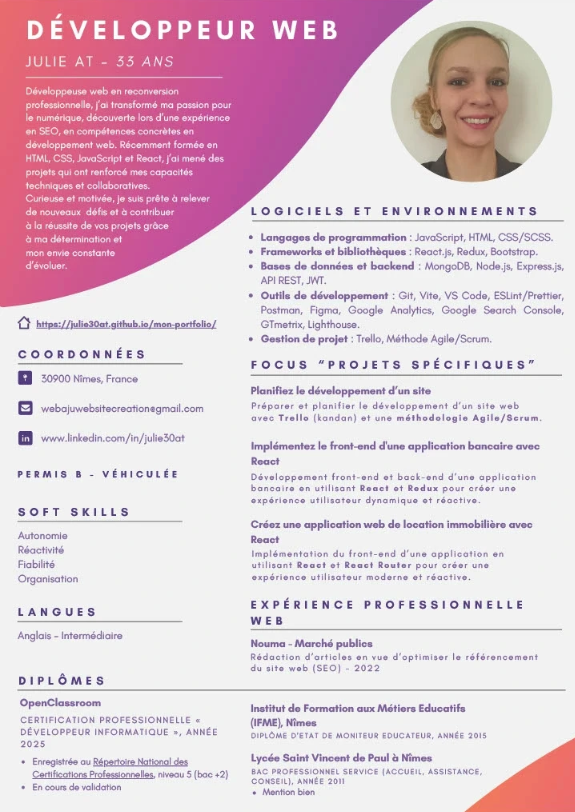 DÉVELOPPEUR WEB
JULIE AT – 33 ANS
Développeuse web en reconversion
professionnelle, j'ai transformé ma passion pour
le numérique, découverte lors d'une expérience
en SEO, en compétences concrètes en
développement web. Récemment formée en
HTML, CSS, JavaScript et React, j'ai mené des
projets qui ont renforcé mes capacités
techniques et collaboratives.
Curieuse et motivée, je suis prête à relever
de nouveaux défis et à contribuer
à la réussite de vos projets grâce
à ma détermination et
mon envie constante
d'évoluer.
https://julie30at.github.io/mon-portfolio/
COORDONNÉES
30900 Nîmes, France
webajuwebsitecreation@gmail.com
www.linkedin.com/in/julie30at
PERMIS B - VÉHICULÉE
SOFT SKILLS
Autonomie
Réactivité
Fiabilité
Organisation
LANGUES
Anglais - Intermédiaire
LOGICIELS ET ENVIRONNEMENTS
• Langages de programmation : JavaScript, HTML, CSS/SCSS.
• Frameworks et bibliothèques : React.js, Redux, Bootstrap.
• Bases de données et backend : MongoDB, Node.js, Express.js,
API REST, JWT.
• Outils de développement : Git, Vite, VS Code, ESLint/Prettier,
Postman, Figma, Google Analytics, Google Search Console,
GTmetrix, Lighthouse.
• Gestion de projet : Trello, Méthode Agile/Scrum.
FOCUS “PROJETS SPÉCIFIQUES”
Planifiez le développement d'un site
Préparer et planifier le développement d'un site web
avec Trello (kandan) et une méthodologie Agile/Scrum.
Implémentez le front-end d'une application bancaire avec
React
Développement front-end et back-end d'une application
bancaire en utilisant React et Redux pour créer une
expérience utilisateur dynamique et réactive.
Créez une application web de location immobilière avec
React
Implémentation du front-end d'une application en
utilisant React et React Router pour créer une
expérience utilisateur moderne et réactive.
EXPÉRIENCE PROFESSIONNELLE
WEB
Nouma - Marché publics
Rédaction d'articles en vue d'optimiser le référencement
du site web (SEO) - 2022
DIPLÔMES
OpenClassroom
CERTIFICATION PROFESSIONNELLE «
DÉVELOPPEUR INFORMATIQUE », ANNÉE
2025
• Enregistrée au Répertoire National des
Certifications Professionnelles, niveau 5 (bac +2)
• En cours de validation
Institut de Formation aux Métiers Educatifs
(IFME), Nîmes
DIPLÔME D'ETAT DE MONITEUR EDUCATEUR, ANNÉE 2015
Lycée Saint Vincent de Paul à Nîmes
BAC PROFESSIONNEL SERVICE (ACCUEIL, ASSISTANCE,
CONSEIL), ANNÉE 2011
• Mention bien